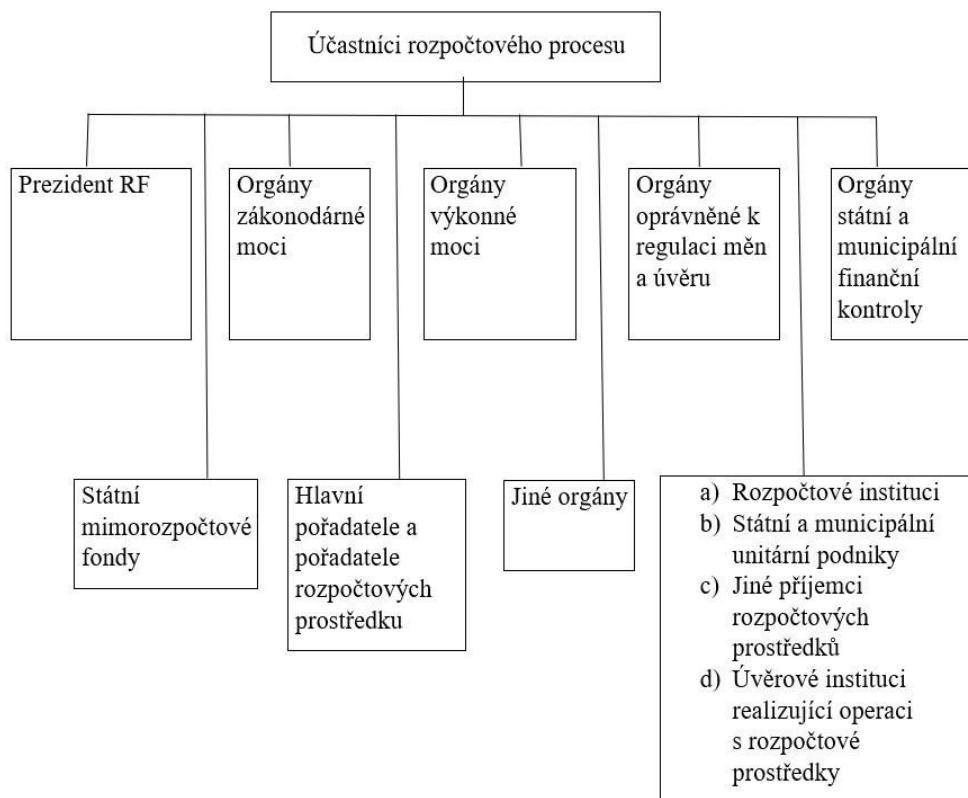 Účastníci rozpočtového procesu
Prezident RF
Orgány
zákonodárné
moci
Orgány
výkonné
moci
Orgány
oprávněné k
regulaci měn
a úvěru
Orgány
státní a
municipální
finanční
kontroly
Státní
mimorozpočtové
fondy
Hlavní
pořadatele a
pořadatele
rozpočtových
prostředku
Jiné orgány
a) Rozpočtové instituci
b) Státní a municipální
unitární podniky
c) Jiné příjemci
rozpočtových
prostředků
d) Úvěrové instituci
realizující operaci
s rozpočtové
prostředky